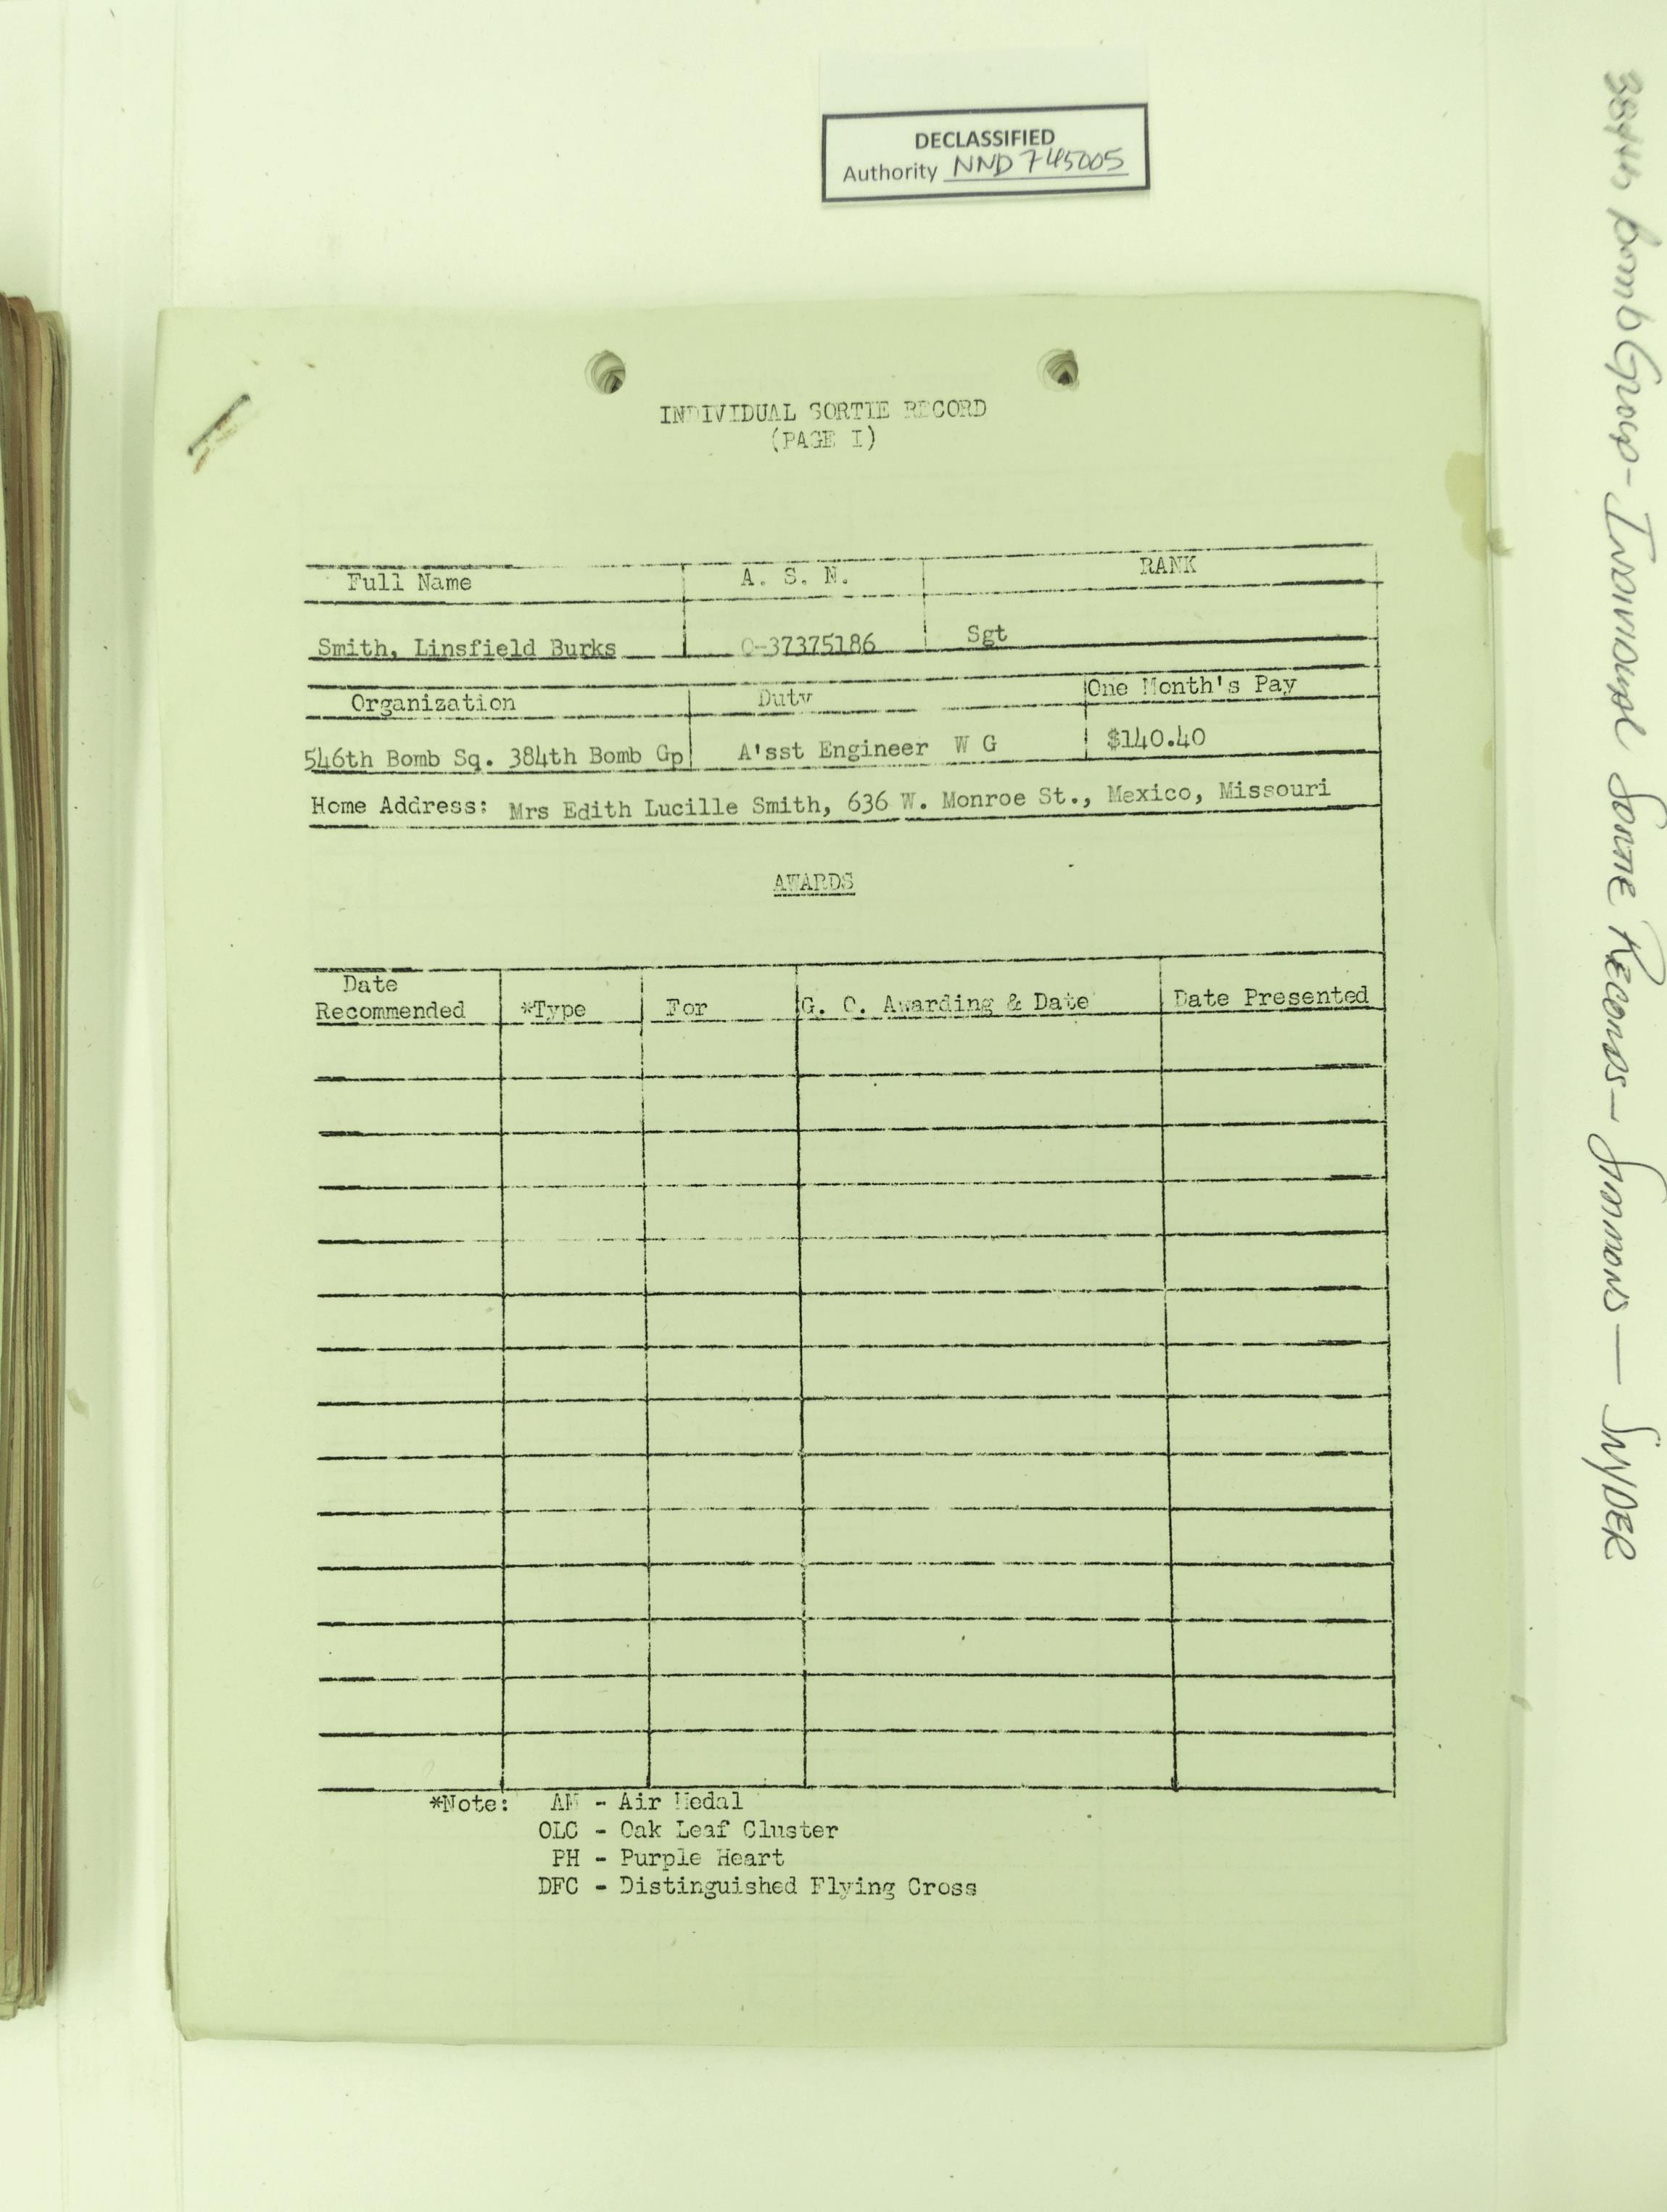 DECLASSIFIED
Authority NND 745005
INDIVIDUAL SORTIE RECORD
(PAGE I)
Full Name A. S. N. RANK
Smith, Linsfield Burks O-37375186 Sgt
Organization Duty One Month's Pay
546th Bomb Sq. 384th Bomb Gp A'sst Engineer W G $140.40
Home Address: Mrs Edith Lucille Smith, 636 W. Monroe St., Mexico, Missouri
AWARDS
Date
Recommended *Type For G. O. Awarding & Date Date Presented
*Note: AM - Air Medal
OLC - Oak Leaf Cluster
PH - Purple Heart
DFC - Distinguished Flying Cross
384th Bomb Group - Individual Sortie Records - Simmons - Snyder